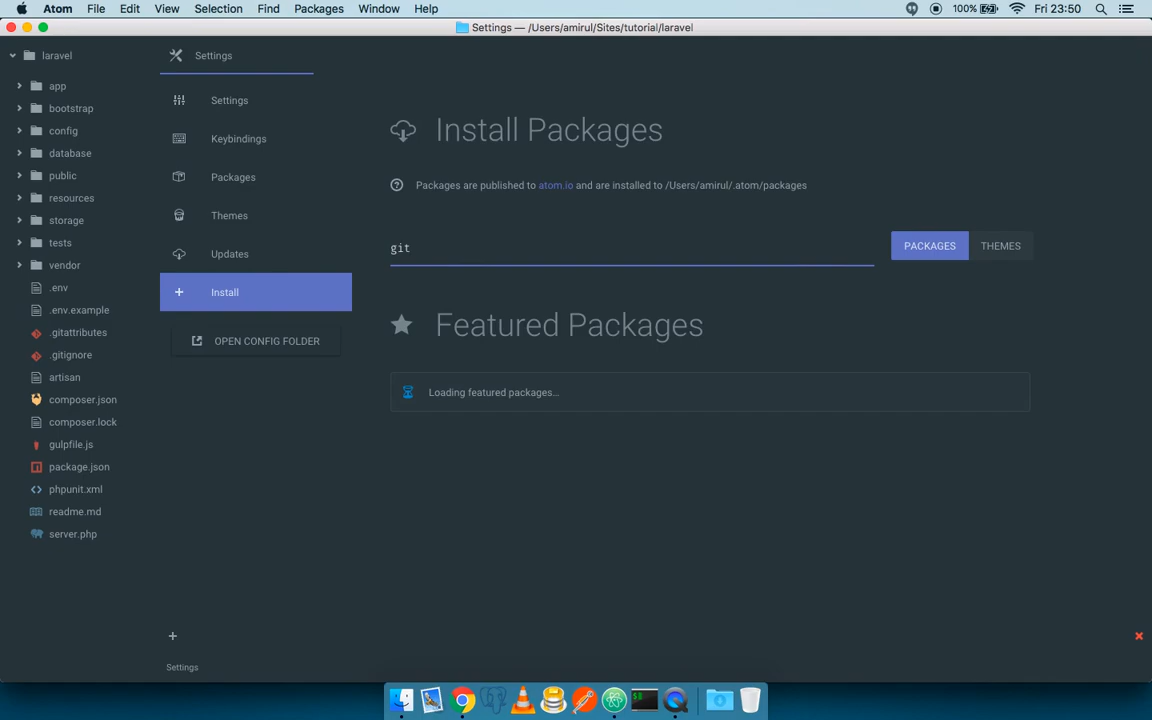 Atom File Edit View Selection Find Packages Window Help 100% Fri 23:50
Settings — /Users/amirul/Sites/tutorial/laravel
laravel
app
bootstrap
config
database
public
resources
storage
tests
vendor
.env
.env.example
.gitattributes
.gitignore
artisan
composer.json
composer.lock
gulpfile.js
package.json
phpunit.xml
readme.md
server.php
Settings
Settings
Keybindings
Packages
Themes
Updates
Install
OPEN CONFIG FOLDER
Install Packages
Packages are published to atom.io and are installed to /Users/amirul/.atom/packages
git
PACKAGES THEMES
Featured Packages
Loading featured packages…
Settings